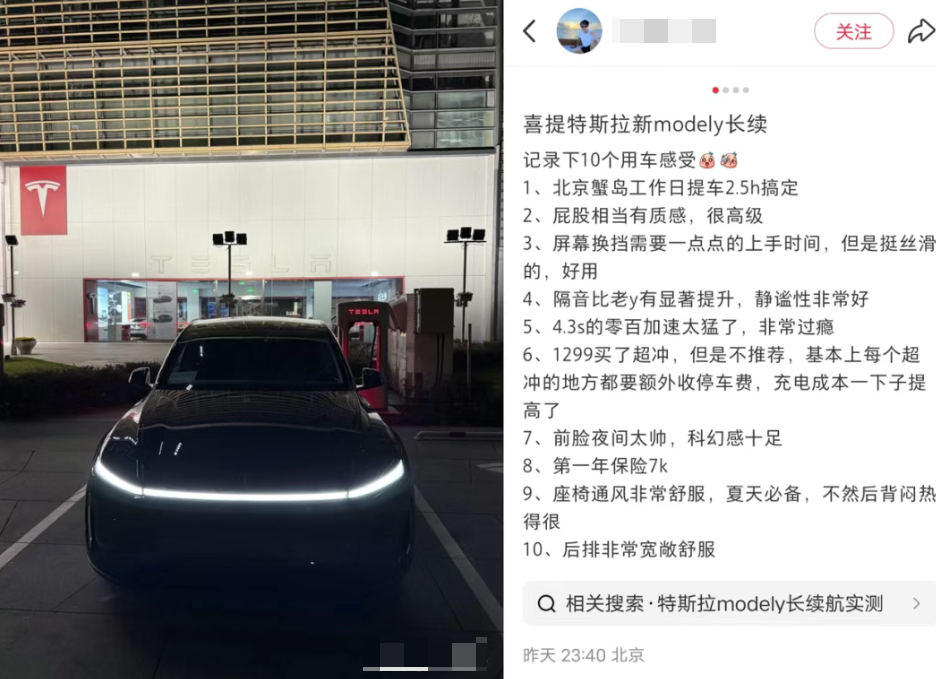 TESLA
TESLA
关注
喜提特斯拉新modely长续
记录下10个用车感受
1、北京蟹岛工作日提车2.5h搞定
2、屁股相当有质感，很高级
3、屏幕换挡需要一点点的上手时间，但是挺丝滑
的，好用
4、隔音比老y有显著提升，静谧性非常好
5、4.3s的零百加速太猛了，非常过瘾
6、1299买了超冲，但是不推荐，基本上每个超
冲的地方都要额外收停车费，充电成本一下子提
高了
7、前脸夜间太帅，科幻感十足
8、第一年保险7k
9、座椅通风非常舒服，夏天必备，不然后背闷热
得很
10、后排非常宽敞舒服
相关搜索·特斯拉modely长续航实测
昨天 23:40 北京